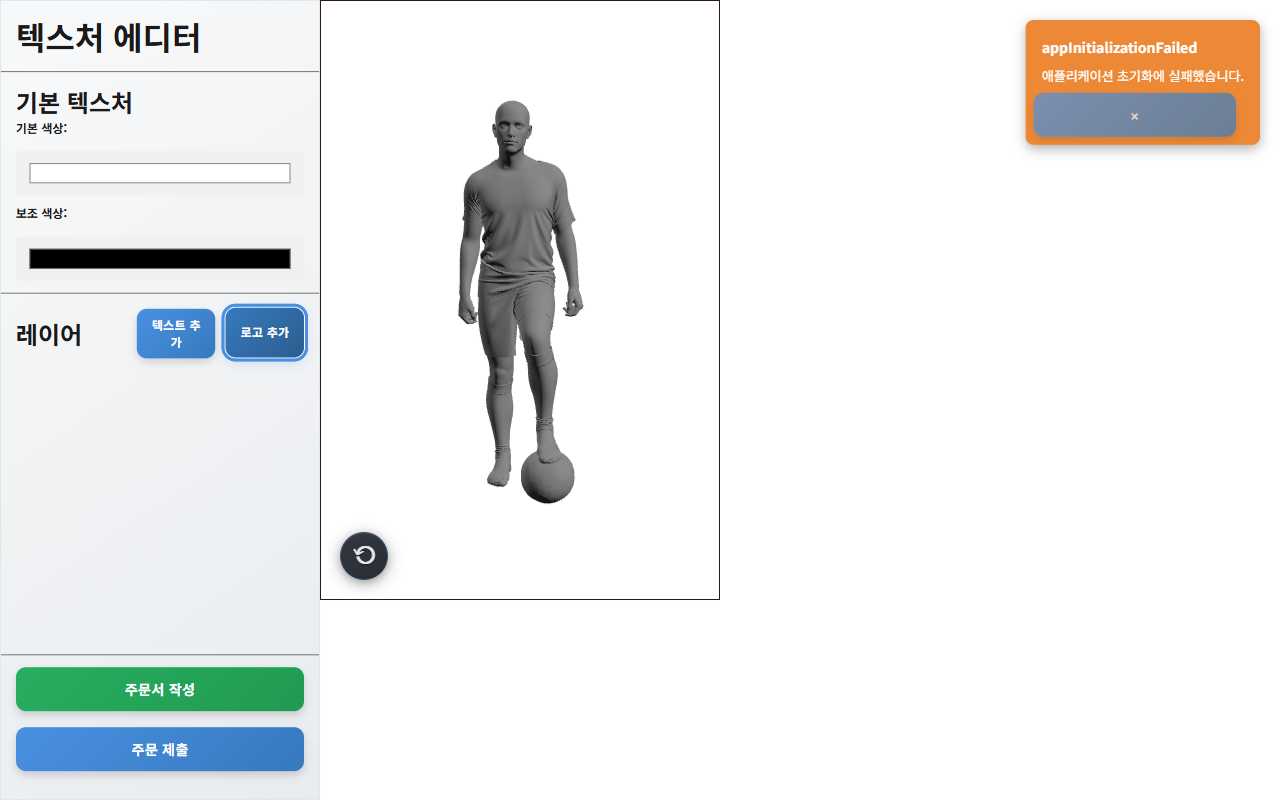 텍스처 에디터
기본 텍스처
기본 색상:
보조 색상:
레이어
텍스트 추
가
로고 추가
주문서 작성
주문 제출
appInitializationFailed
애플리케이션 초기화에 실패했습니다.
×